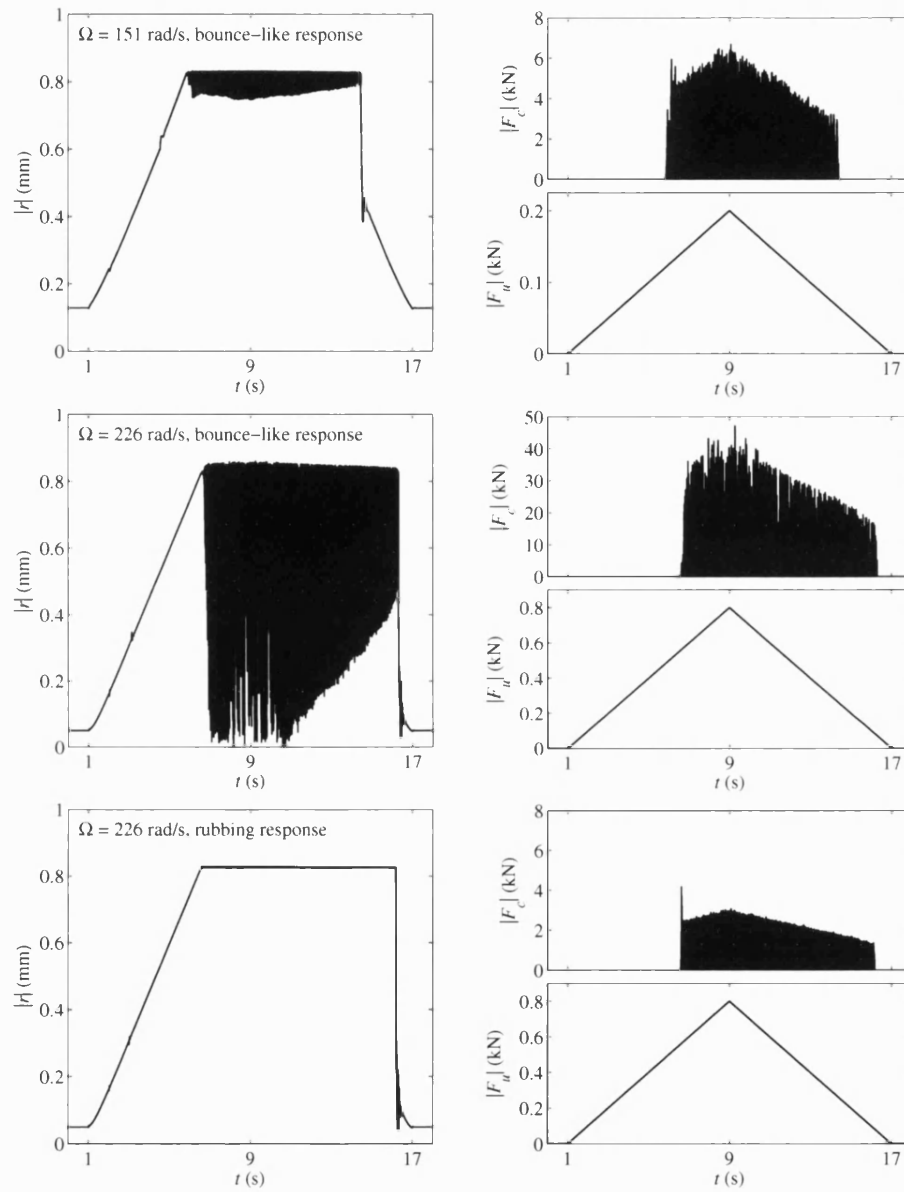 Ω = 151 rad/s, bounce-like response
1
0.8
0.6
0.4
0.2
0
|r| (mm)
1 9 17
t (s)
8
6
4
2
0
|F_c| (kN)
0.2
0.1
0
|F_u| (kN)
1 9 17
t (s)
Ω = 226 rad/s, bounce-like response
1
0.8
0.6
0.4
0.2
0
|r| (mm)
1 9 17
t (s)
50
40
30
20
10
0
|F_c| (kN)
0.8
0.6
0.4
0.2
0
|F_u| (kN)
1 9 17
t (s)
Ω = 226 rad/s, rubbing response
1
0.8
0.6
0.4
0.2
0
|r| (mm)
1 9 17
t (s)
8
6
4
2
0
|F_c| (kN)
0.8
0.6
0.4
0.2
0
|F_u| (kN)
1 9 17
t (s)